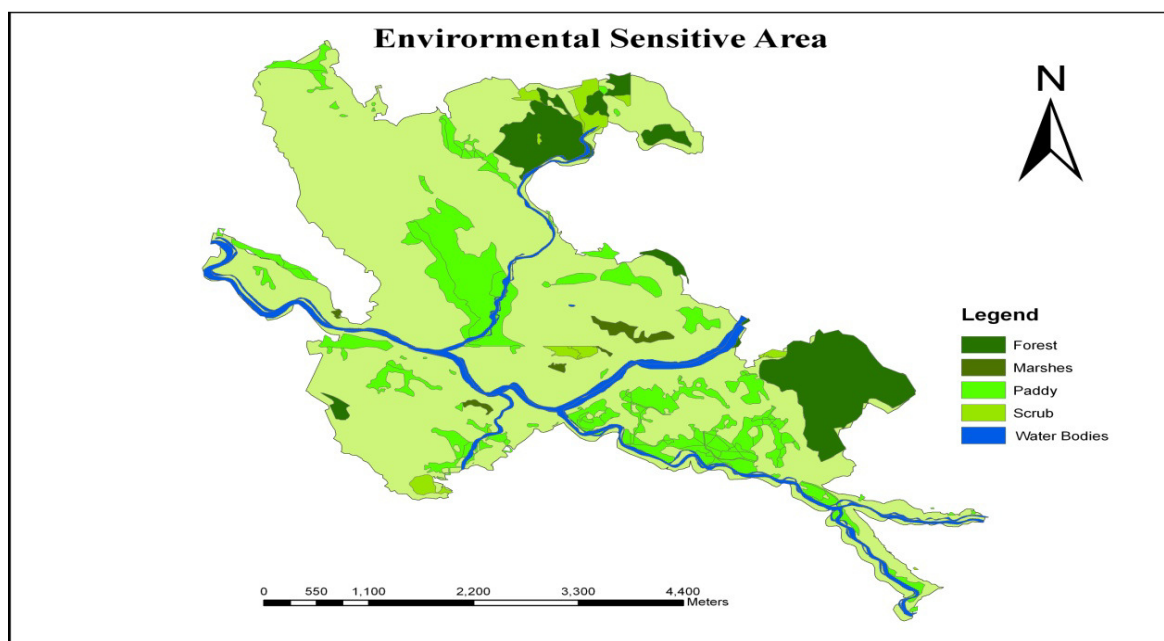 Envirormental Sensitive Area
N
Legend
Forest
Marshes
Paddy
Scrub
Water Bodies
0 550 1,100 2,200 3,300 4,400
Meters